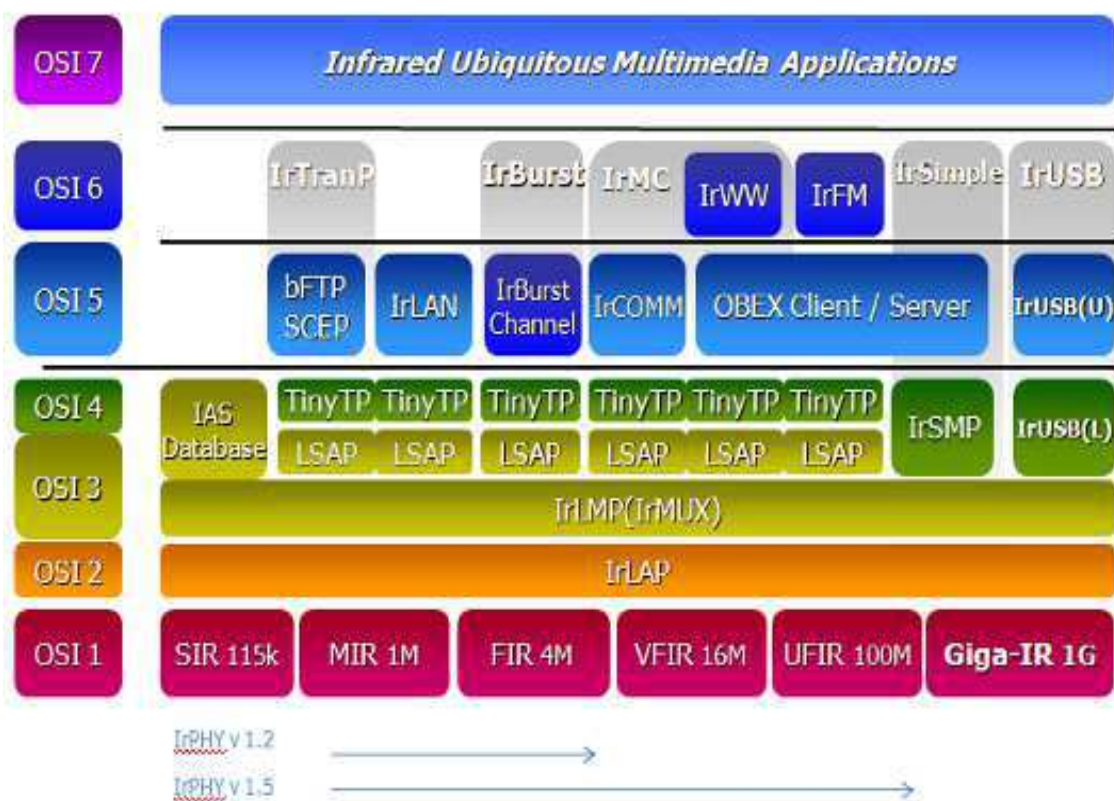 OSI 7
Infrared Ubiquitous Multimedia Applications
OSI 6
IrTranP
IrBurst
IrMC
IrWW
IrFM
IrSimple
IrUSB
OSI 5
bFTP
SCEP
IrLAN
IrBurst
Channel
IrCOMM
OBEX Client / Server
IrUSB(U)
OSI 4
IAS
Database
TinyTP
TinyTP
TinyTP
TinyTP
TinyTP
TinyTP
IrSMP
IrUSB(L)
OSI 3
LSAP
LSAP
LSAP
LSAP
LSAP
LSAP
IrLMP(IrMUX)
OSI 2
IrLAP
OSI 1
SIR 115k
MIR 1M
FIR 4M
VFIR 16M
UFIR 100M
Giga-IR 1G
IrPHY v 1.2
IrPHY v 1.5